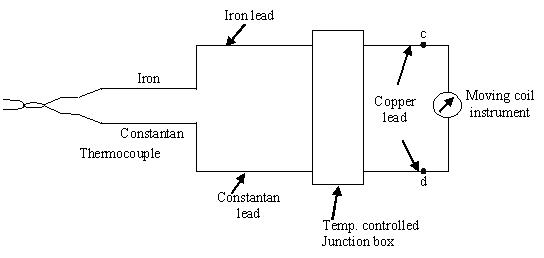 Iron lead
c
Iron
Copper
lead
Moving coil
instrument
Constantan
Thermocouple
d
Constantan
lead
Temp. controlled
Junction box